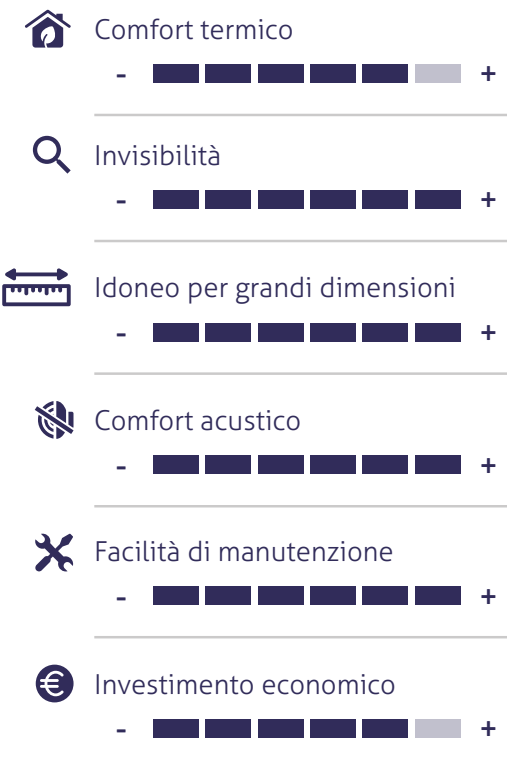 Comfort termico
- +
Invisibilità
- +
Idoneo per grandi dimensioni
- +
Comfort acustico
- +
Facilità di manutenzione
- +
€
Investimento economico
- +